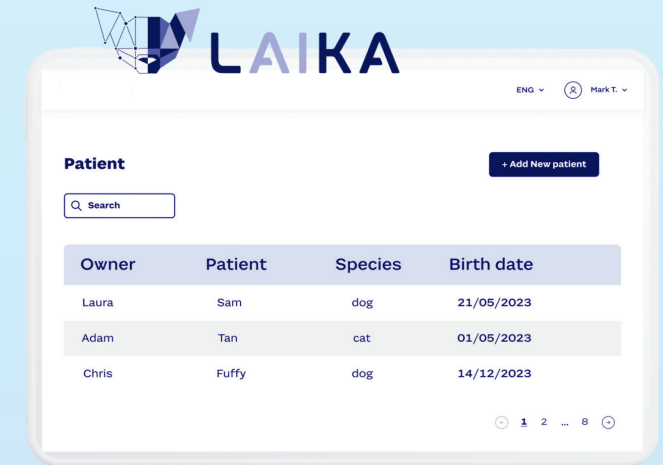 LAIKA
ENG Mark T.
Patient
+ Add New patient
Search
Owner Patient Species Birth date
Laura Sam dog 21/05/2023
Adam Tan cat 01/05/2023
Chris Fuffy dog 14/12/2023
1 2 ... 8